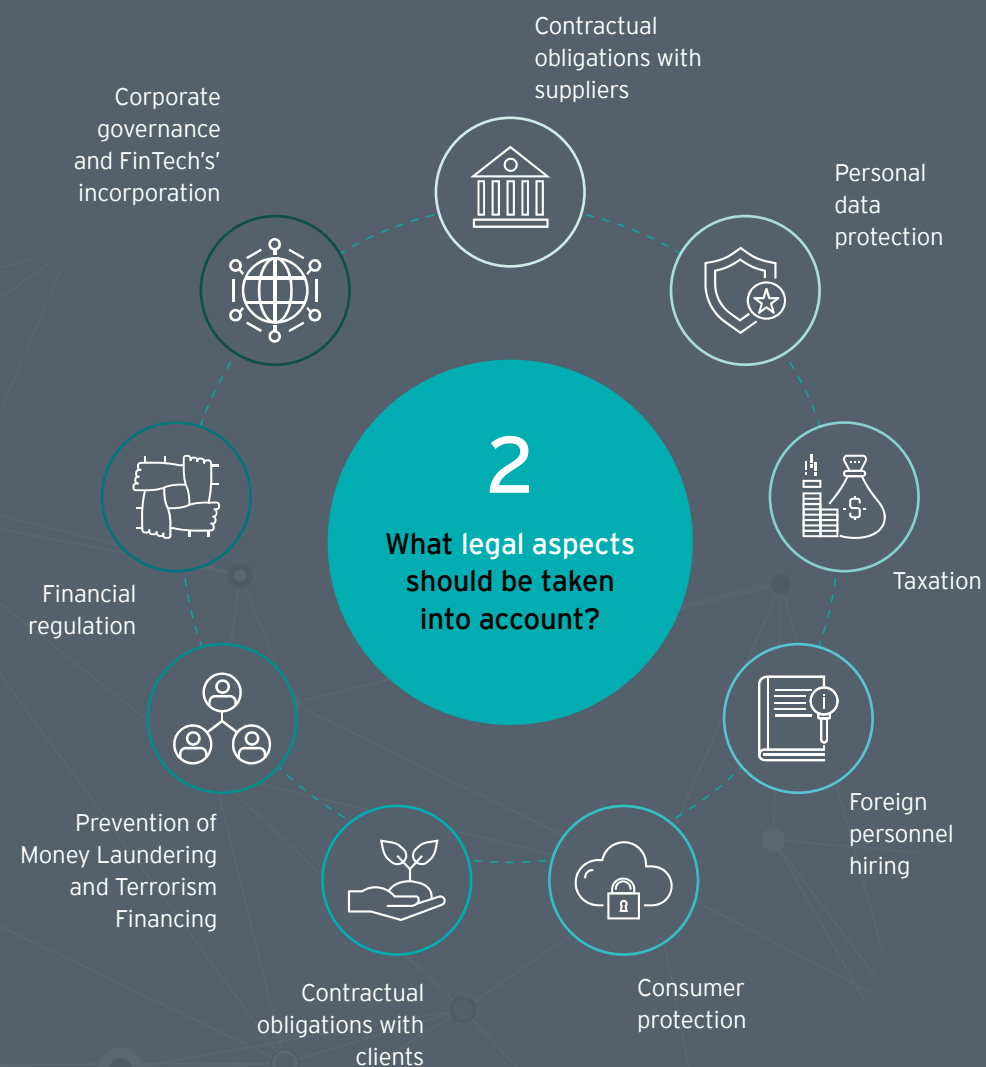 Contractual
obligations with
suppliers
Corporate
governance
and FinTech's'
incorporation
Personal
data
protection
2
What legal aspects
should be taken
into account?
Taxation
Financial
regulation
Foreign
personnel
hiring
Prevention of
Money Laundering
and Terrorism
Financing
Consumer
protection
Contractual
obligations with
clients